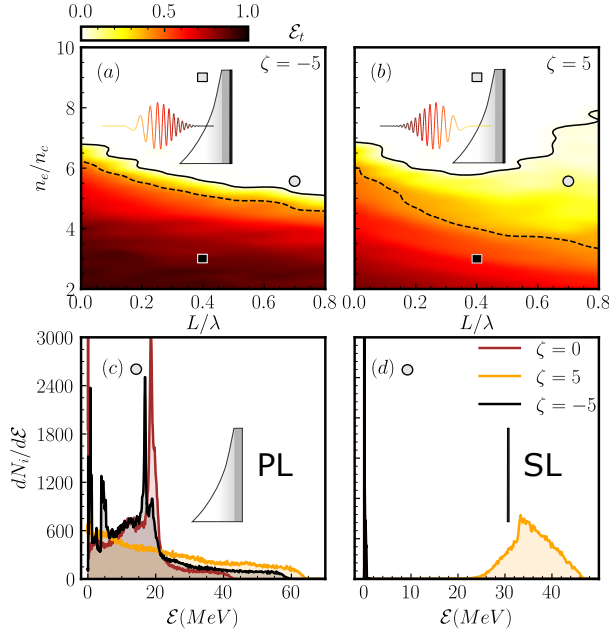 0.0 0.5 1.0 ℰ_t
10 8 6 4 2
n_e/n_c
(a) ζ = −5
(b) ζ = 5
0.0 0.2 0.4 0.6 0.8
L/λ
0.0 0.2 0.4 0.6 0.8
L/λ
3000 2400 1800 1200 600 0
dN_i/dℰ
(c)
PL
(d)
ζ = 0
ζ = 5
ζ = −5
SL
0 20 40 60
ℰ(MeV)
0 10 20 30 40 50
ℰ(MeV)